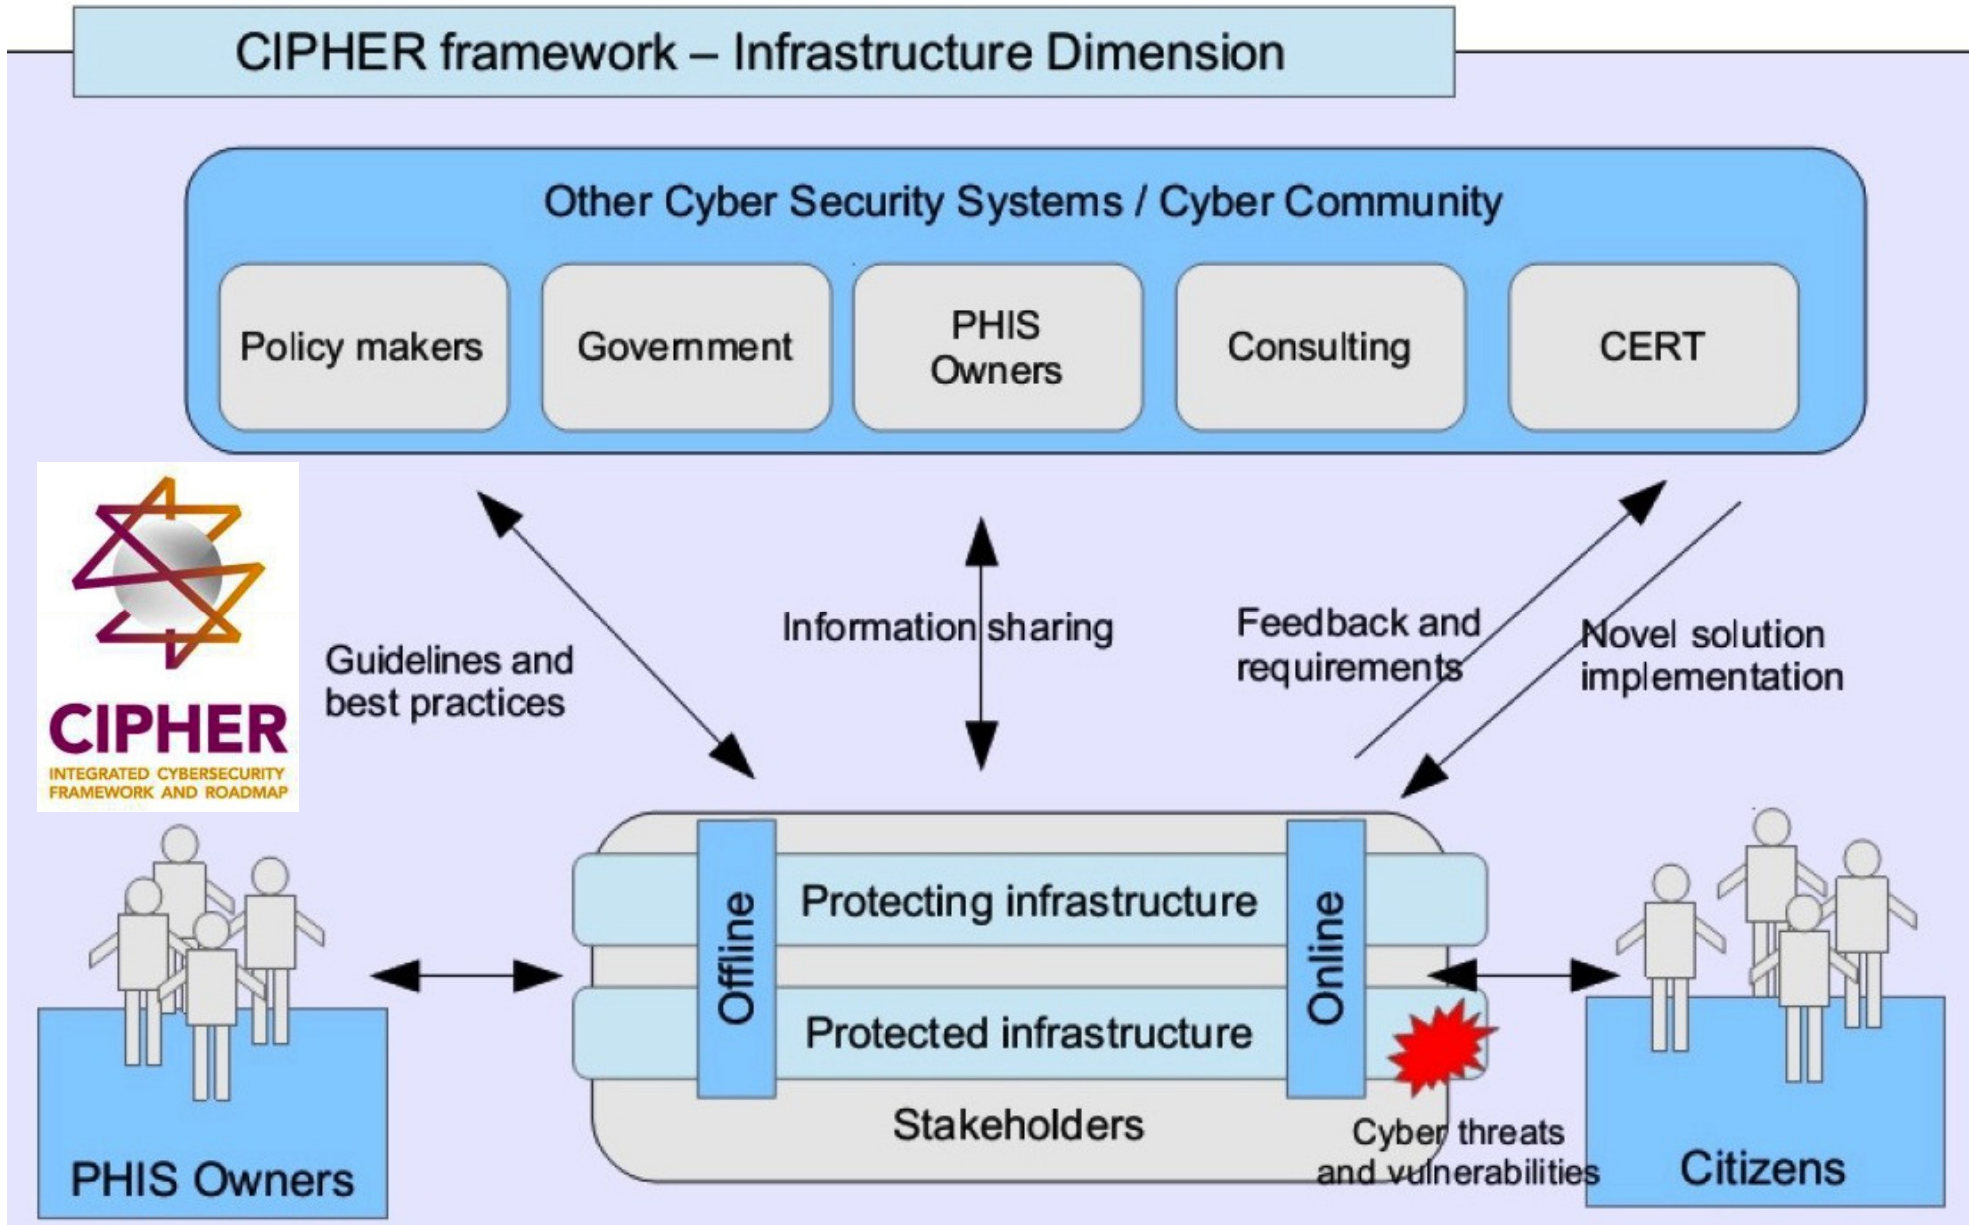 CIPHER framework – Infrastructure Dimension
Other Cyber Security Systems / Cyber Community
Policy makers
Government
PHIS
Owners
Consulting
CERT
CIPHER
INTEGRATED CYBERSECURITY
FRAMEWORK AND ROADMAP
Guidelines and
best practices
Information sharing
Feedback and
requirements
Novel solution
implementation
Offline
Protecting infrastructure
Online
Protected infrastructure
Stakeholders
Cyber threats
and vulnerabilities
PHIS Owners
Citizens